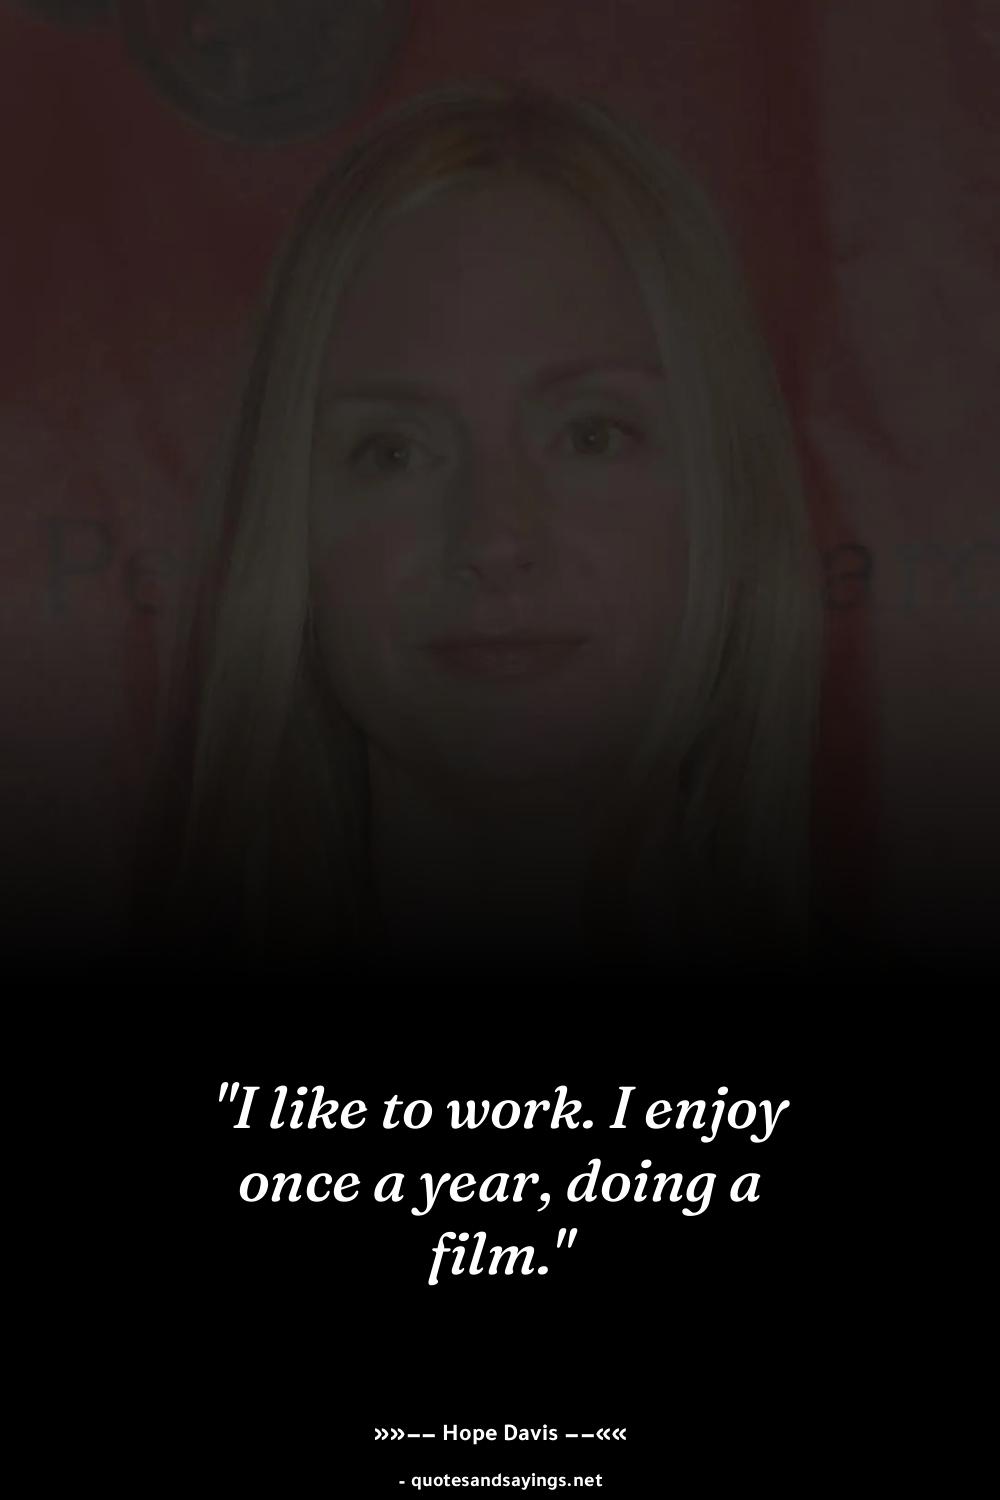 "I like to work. I enjoy
once a year, doing a
film."
»»—— Hope Davis ——««
- quotesandsayings.net